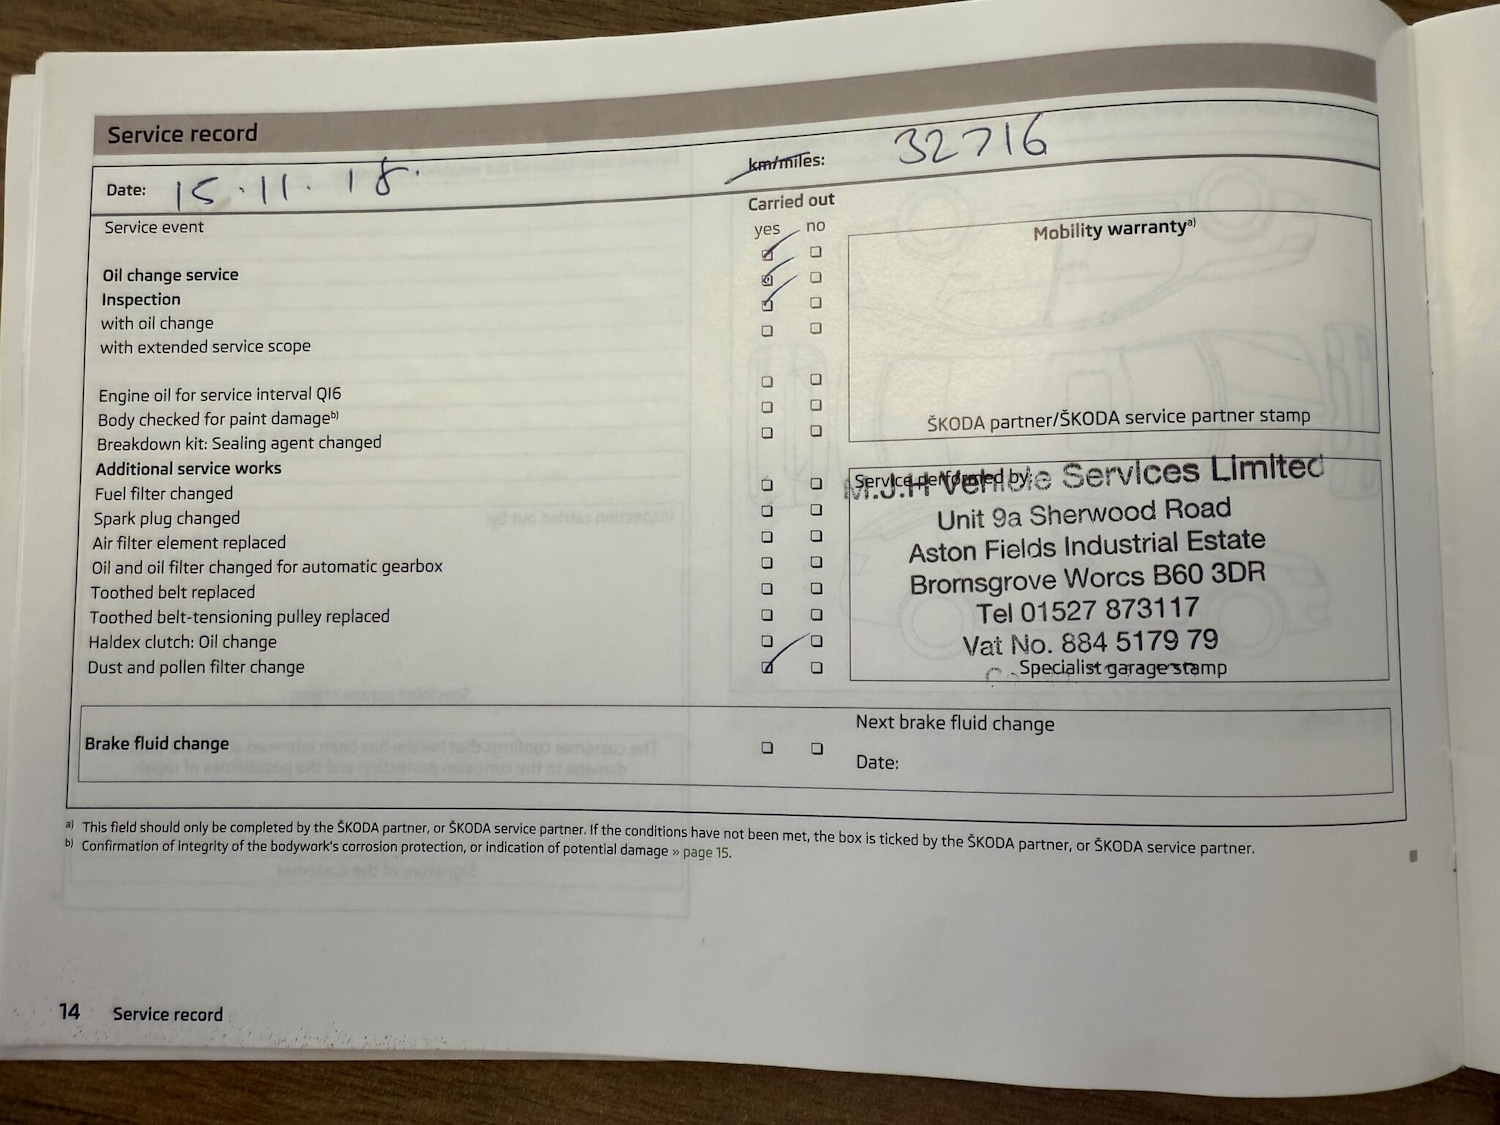 Service record
Date: 15.11.18. km/miles: 32716
Service event
Carried out
yes no
Oil change service
Inspection
with oil change
with extended service scope
Engine oil for service interval QI6
Body checked for paint damage b)
Breakdown kit: Sealing agent changed
Additional service works
Fuel filter changed
Spark plug changed
Air filter element replaced
Oil and oil filter changed for automatic gearbox
Toothed belt replaced
Toothed belt-tensioning pulley replaced
Haldex clutch: Oil change
Dust and pollen filter change
Mobility warranty a)
ŠKODA partner/ŠKODA service partner stamp
Service performed by:
M.J.H Vehicle Services Limited
Unit 9a Sherwood Road
Aston Fields Industrial Estate
Bromsgrove Worcs B60 3DR
Tel 01527 873117
Vat No. 884 5179 79
Specialist garage stamp
Brake fluid change
Next brake fluid change
Date:
a) This field should only be completed by the ŠKODA partner, or ŠKODA service partner. If the conditions have not been met, the box is ticked by the ŠKODA partner, or ŠKODA service partner.
b) Confirmation of integrity of the bodywork's corrosion protection, or indication of potential damage » page 15.
14 Service record